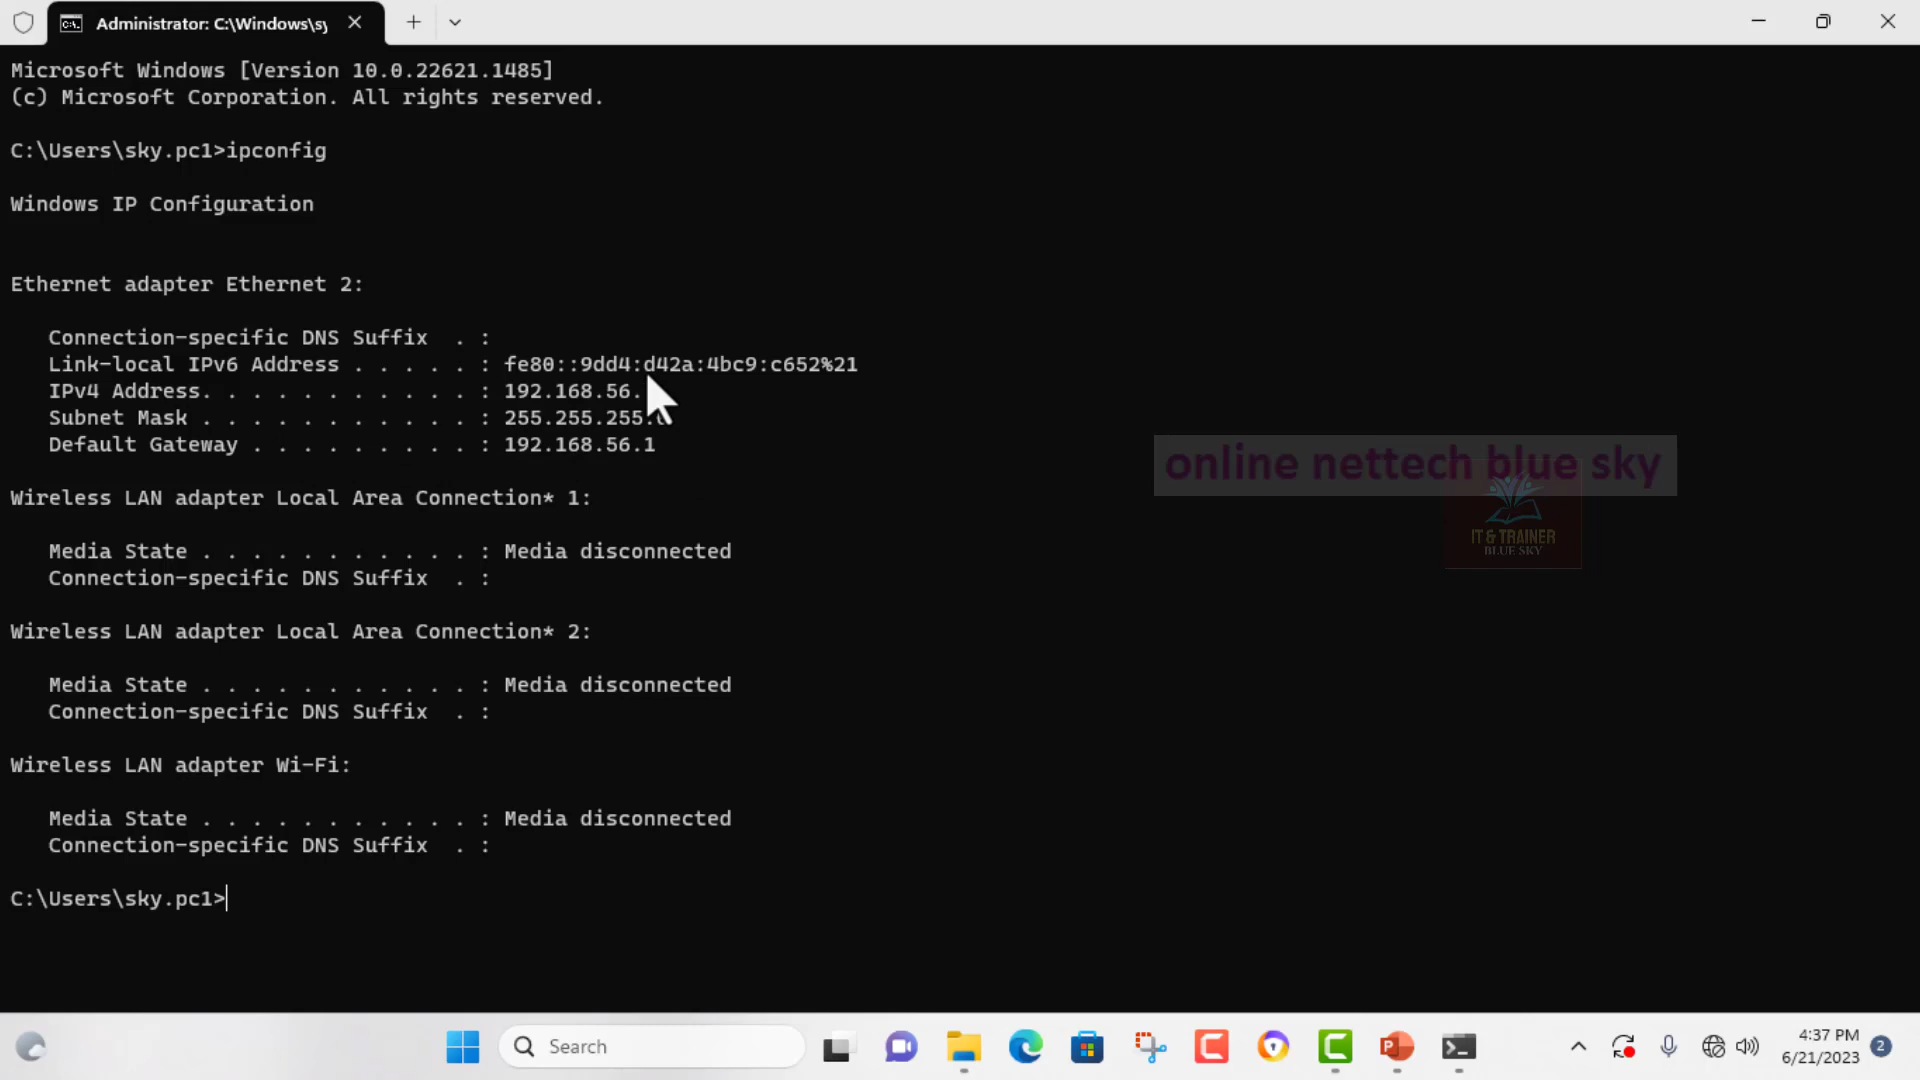 Administrator: C:\Windows\sy
Microsoft Windows [Version 10.0.22621.1485]
(c) Microsoft Corporation. All rights reserved.
C:\Users\sky.pc1>ipconfig
Windows IP Configuration
Ethernet adapter Ethernet 2:
Connection-specific DNS Suffix . :
Link-local IPv6 Address . . . . . : fe80::9dd4:d42a:4bc9:c652%21
IPv4 Address. . . . . . . . . . . : 192.168.56.
Subnet Mask . . . . . . . . . . . : 255.255.255.
Default Gateway . . . . . . . . . : 192.168.56.1
online nettech blue sky
Wireless LAN adapter Local Area Connection* 1:
IT & TRAINER
BLUE SKY
Media State . . . . . . . . . . . : Media disconnected
Connection-specific DNS Suffix . :
Wireless LAN adapter Local Area Connection* 2:
Media State . . . . . . . . . . . : Media disconnected
Connection-specific DNS Suffix . :
Wireless LAN adapter Wi-Fi:
Media State . . . . . . . . . . . : Media disconnected
Connection-specific DNS Suffix . :
C:\Users\sky.pc1>
Search
4:37 PM
6/21/2023
2